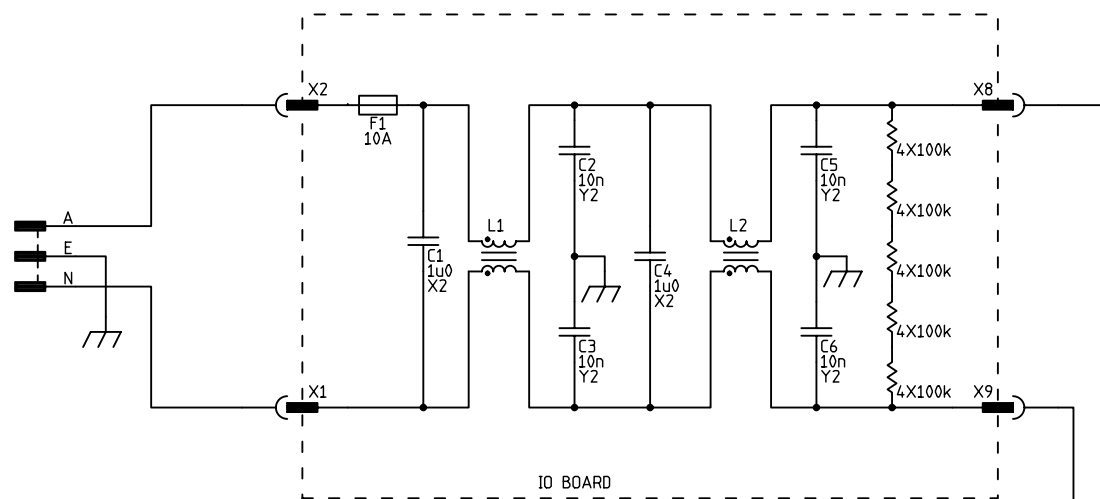 X2
X8
F1
10A
C2
10n
Y2
C5
10n
Y2
4X100k
4X100k
A
E
N
L1
L2
C1
1u0
X2
C4
1u0
X2
4X100k
C3
10n
Y2
C6
10n
Y2
4X100k
4X100k
X1
X9
IO BOARD